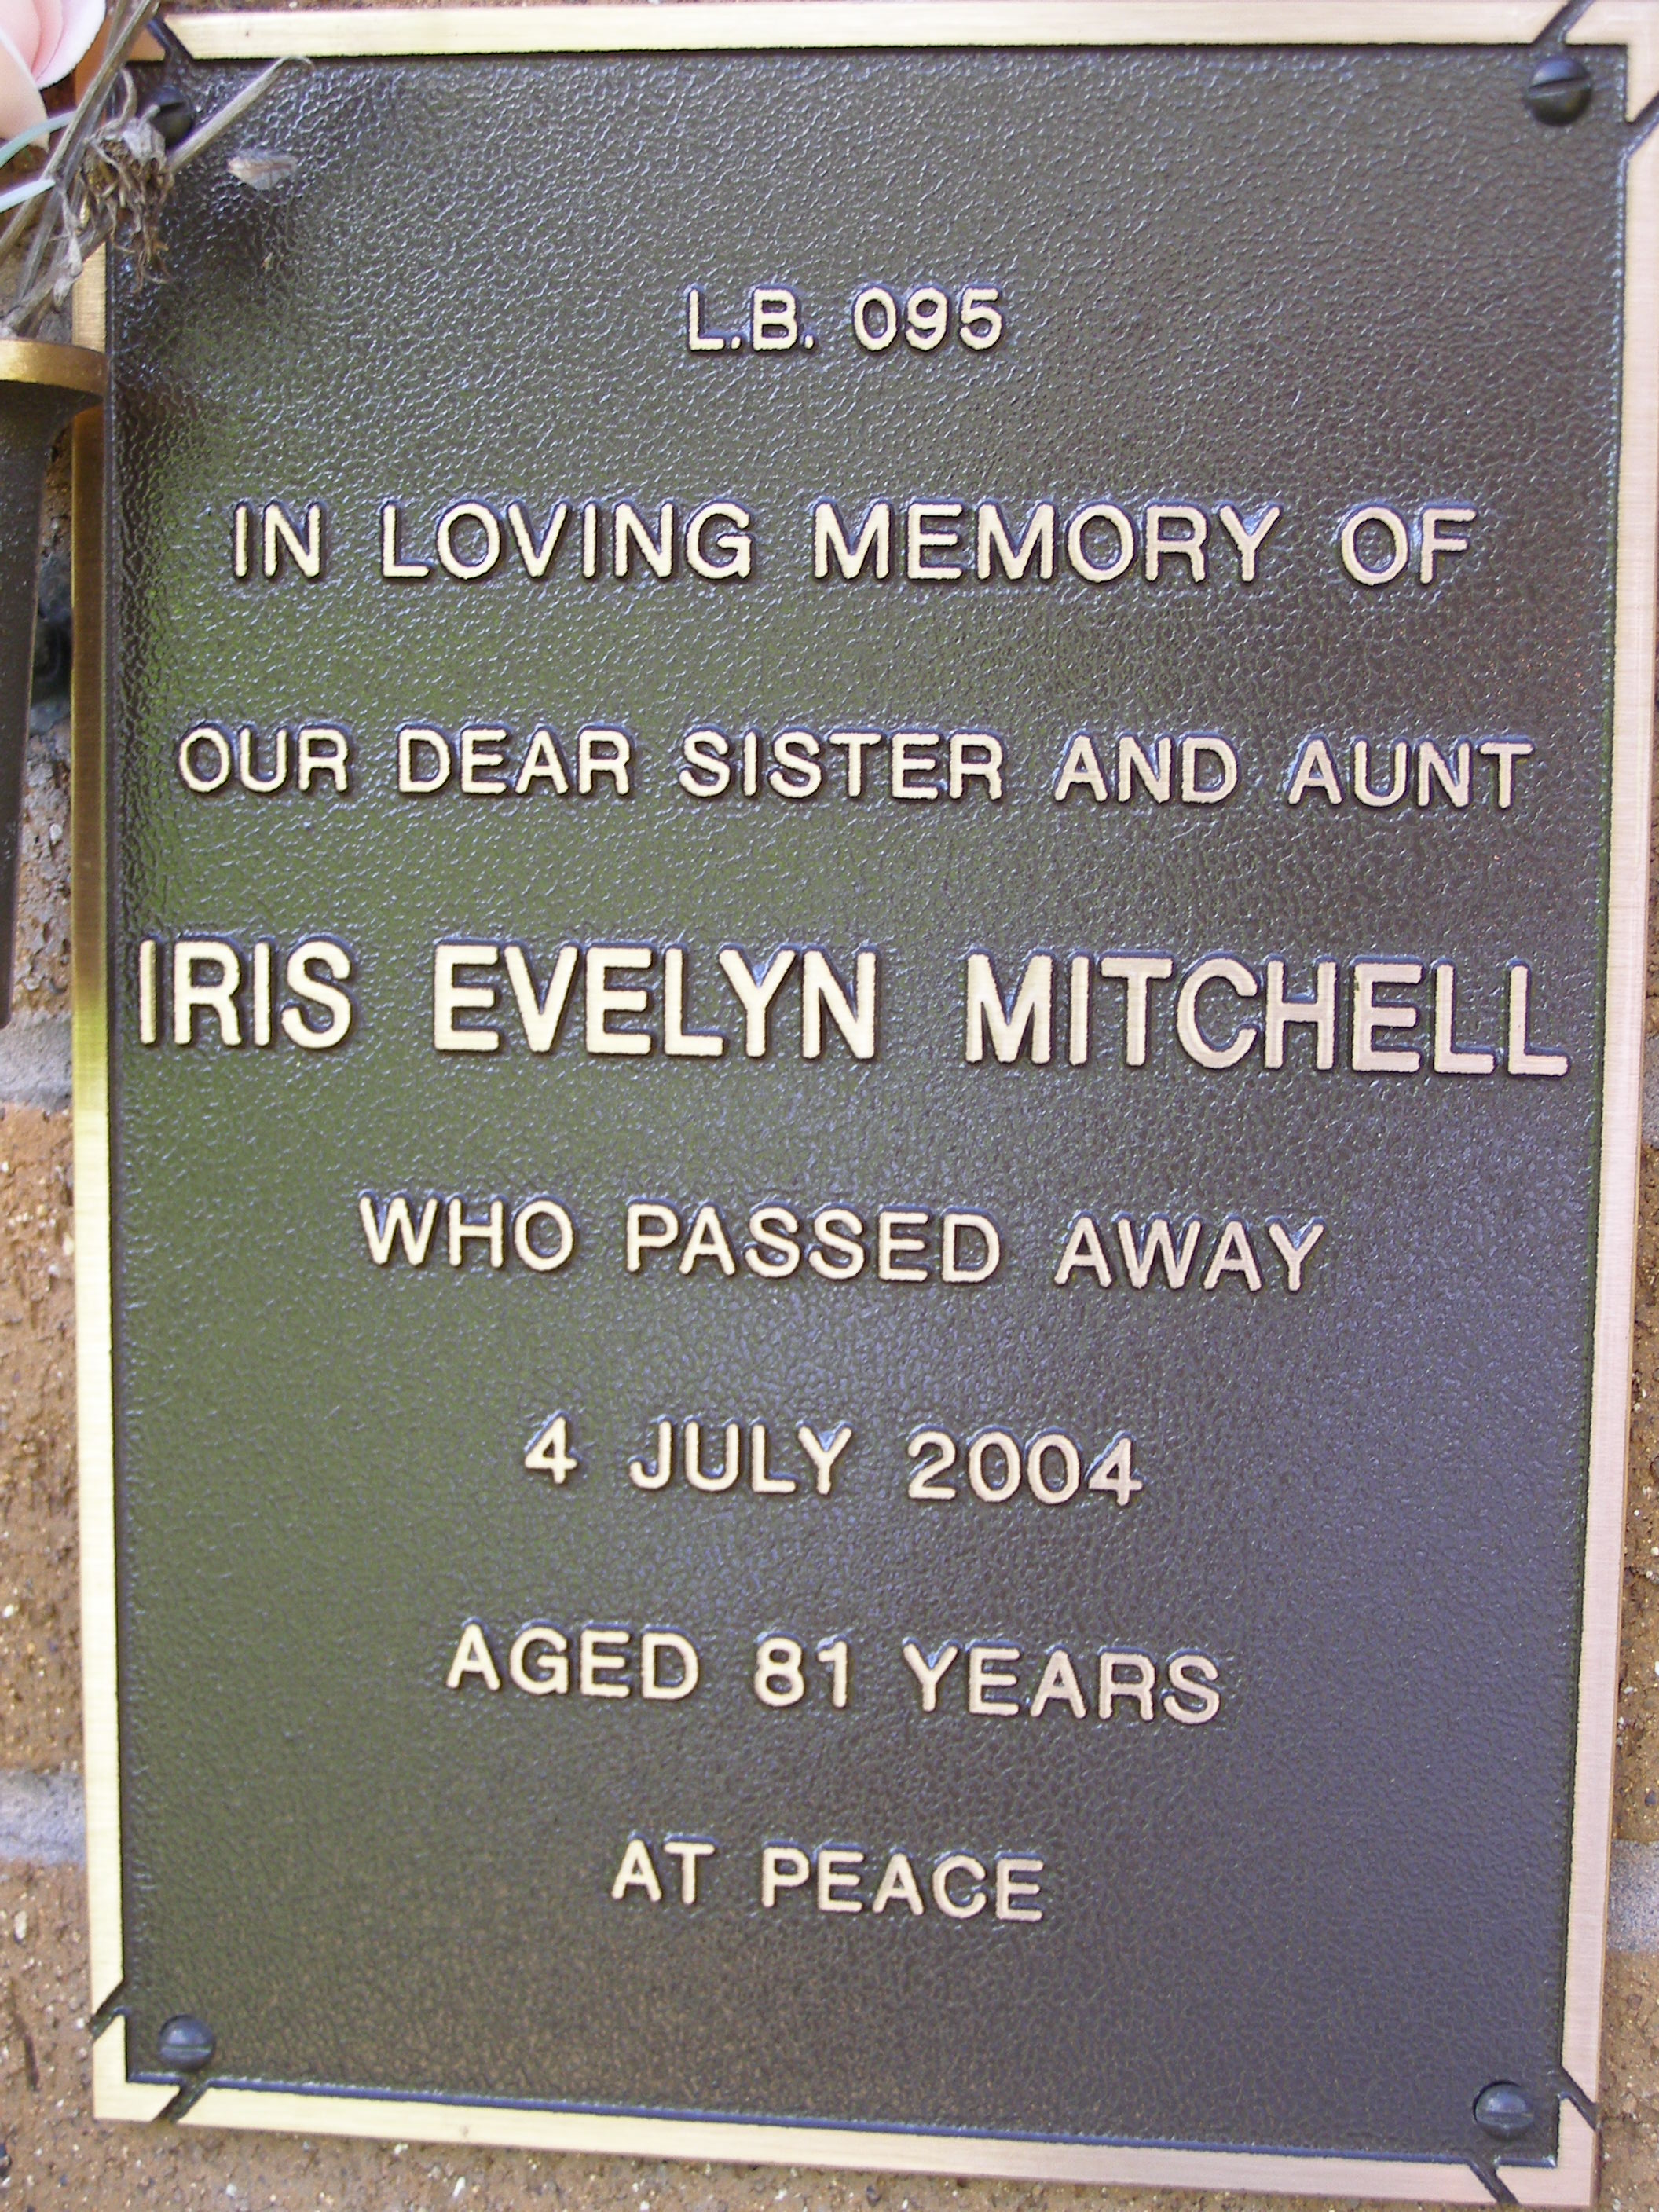 L.B. 095
IN LOVING MEMORY OF
OUR DEAR SISTER AND AUNT
IRIS EVELYN MITCHELL
WHO PASSED AWAY
4 JULY 2004
AGED 81 YEARS
AT PEACE